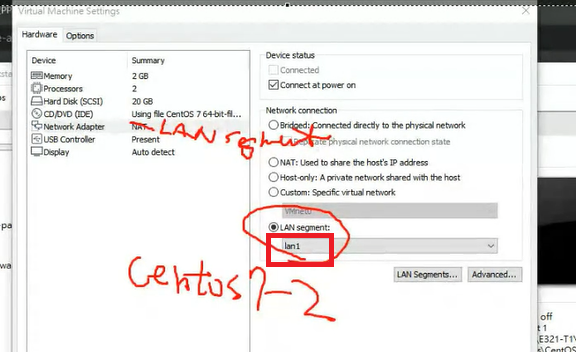 Virtual Machine Settings
Hardware Options
Device Summary
Memory 2 GB
Processors 2
Hard Disk (SCSI) 20 GB
CD/DVD (IDE) Using file CentOS 7 64-bit-fil...
Network Adapter NAT
USB Controller Present
Display Auto detect
LAN segment
Device status
Connected
Connect at power on
Network connection
Bridged: Connected directly to the physical network
physical network connection state
NAT: Used to share the host's IP address
Host-only: A private network shared with the host
Custom: Specific virtual network
VMnet0
LAN segment:
lan1
LAN Segments... Advanced...
Centos7-2
off
t 1
E321-T1\
\CentOS